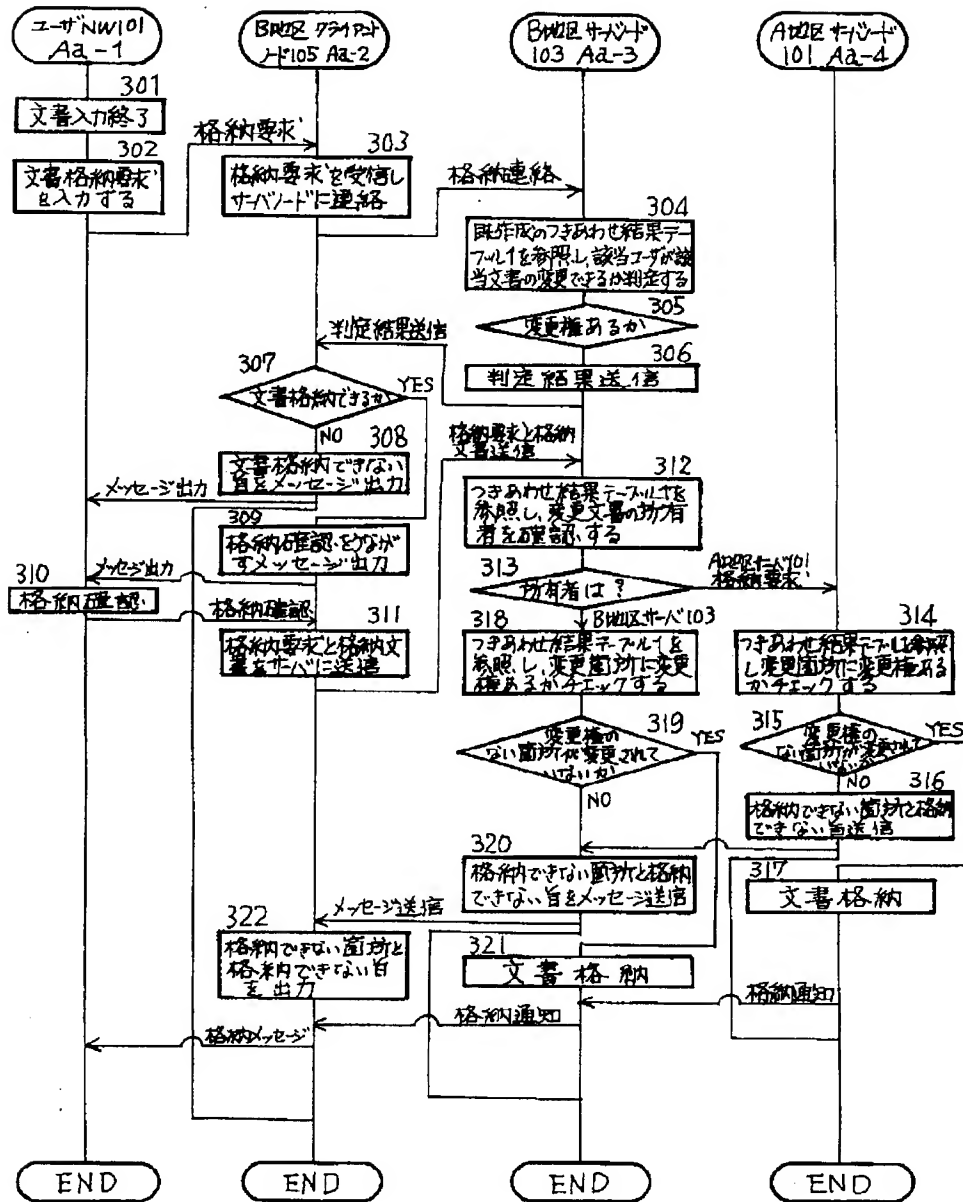 ユーザNW101
Aa-1
B地区 クライアント
ノード105 Aa-2
B地区 サーバノード
103 Aa-3
A地区 サーバノード
101 Aa-4
301
文書入力終了
302
文書格納要求
を入力する
格納要求
303
格納要求を受信し
サーバノードに連絡
格納連絡
304
既作成のつきあわせ結果テー
ブル1を参照し、該当ユーザが該
当文書の変更できるか判定する
305
変更権あるか
306
判定結果送信
判定結果送信
307
文書格納できるか
YES
NO
308
文書格納できない
旨をメッセージ出力
メッセージ出力
309
格納確認をうなが
すメッセージ出力
メッセージ出力
310
格納確認
格納確認
311
格納要求と格納文
書をサーバに送信
格納要求と格納
文書送信
312
つきあわせ結果テーブル1を
参照し、変更文書の所有
者を確認する
313
所有者は?
A地区サーバ101
格納要求
B地区サーバ103
318
つきあわせ結果テーブル1を
参照し、変更箇所に変更
権あるかチェックする
314
つきあわせ結果テーブル1を参照
し変更箇所に変更権ある
かチェックする
319
変更権の
ない箇所が変更されて
いないか
YES
NO
315
変更権の
ない箇所が変更されて
いないか
YES
NO
316
格納できない箇所と格納
できない旨送信
317
文書格納
320
格納できない箇所と格納
できない旨をメッセージ送信
メッセージ送信
322
格納できない箇所と
格納できない旨
を出力
321
文書格納
格納通知
格納通知
格納メッセージ
END
END
END
END